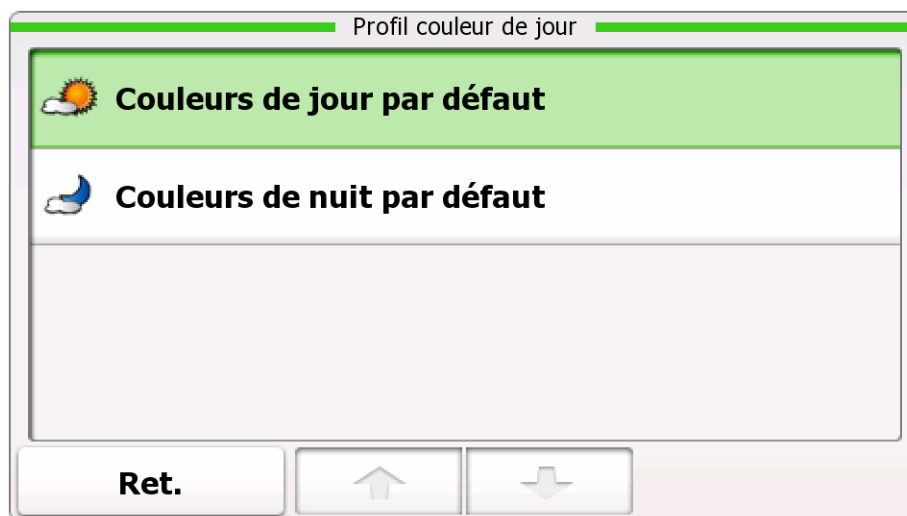 Profil couleur de jour
Couleurs de jour par défaut
Couleurs de nuit par défaut
Ret.